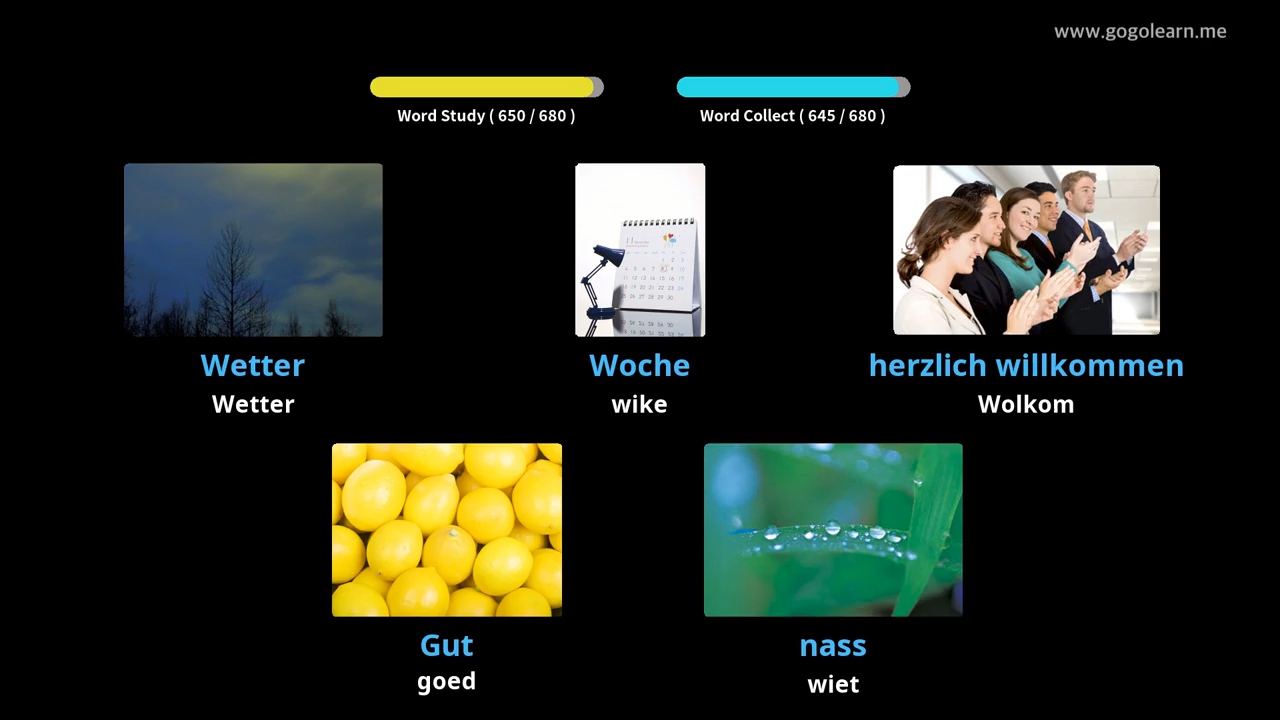 www.gogolearn.me
Word Study ( 650 / 680 )
Word Collect ( 645 / 680 )
Wetter
Wetter
Woche
wike
herzlich willkommen
Wolkom
Gut
goed
nass
wiet